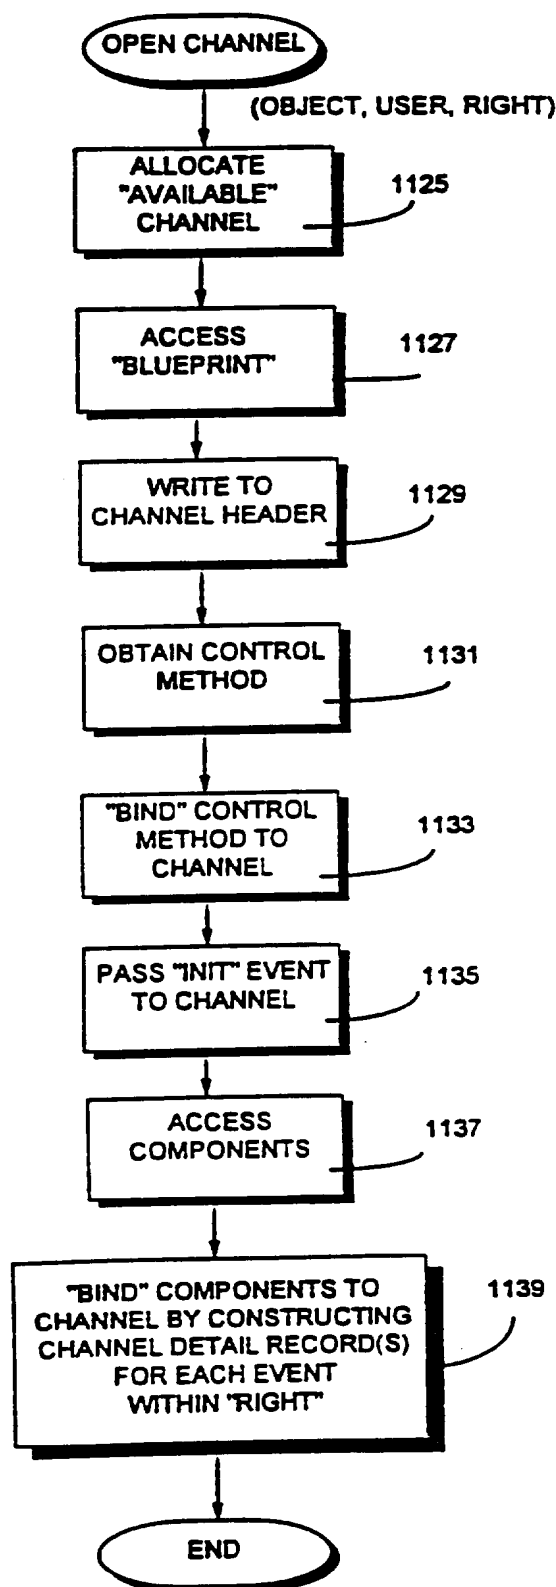 OPEN CHANNEL
(OBJECT, USER, RIGHT)
ALLOCATE
"AVAILABLE"
CHANNEL
1125
ACCESS
"BLUEPRINT"
1127
WRITE TO
CHANNEL HEADER
1129
OBTAIN CONTROL
METHOD
1131
"BIND" CONTROL
METHOD TO
CHANNEL
1133
PASS "INIT" EVENT
TO CHANNEL
1135
ACCESS
COMPONENTS
1137
"BIND" COMPONENTS TO
CHANNEL BY CONSTRUCTING
CHANNEL DETAIL RECORD(S)
FOR EACH EVENT
WITHIN "RIGHT"
1139
END